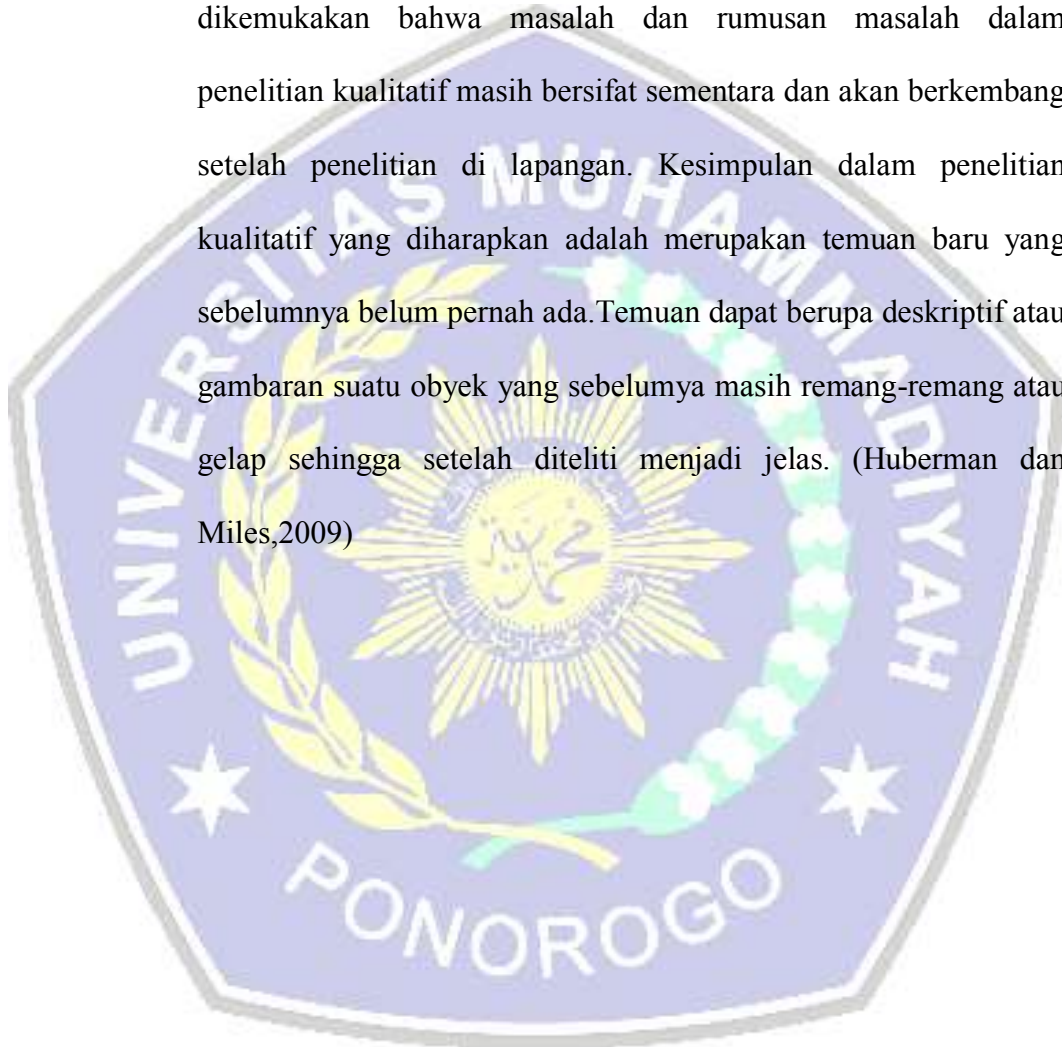 dikemukakan bahwa masalah dan rumusan masalah dalam
penelitian kualitatif masih bersifat sementara dan akan berkembang
setelah penelitian di lapangan. Kesimpulan dalam penelitian
kualitatif yang diharapkan adalah merupakan temuan baru yang
sebelumnya belum pernah ada.Temuan dapat berupa deskriptif atau
gambaran suatu obyek yang sebelumya masih remang-remang atau
gelap sehingga setelah diteliti menjadi jelas. (Huberman dan
Miles,2009)
UNIVERSITAS MUHAMMADIYAH
PONOROGO